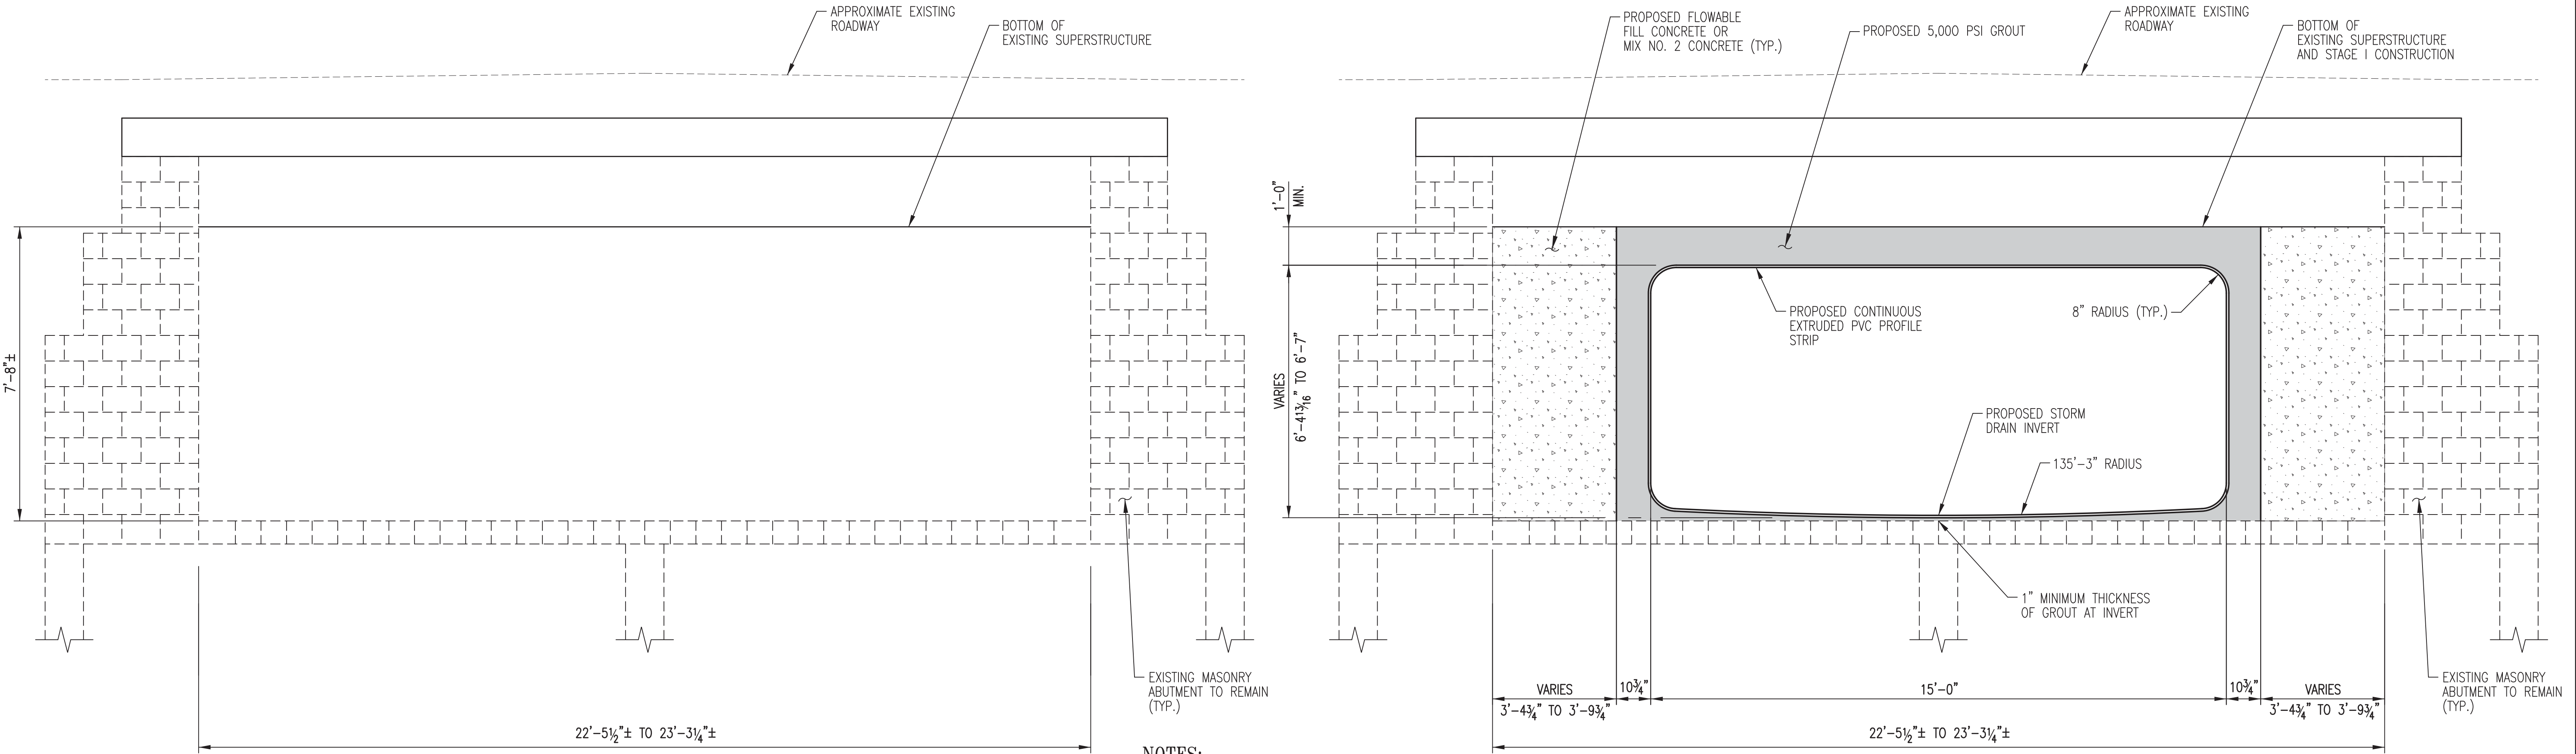 APPROXIMATE EXISTING
ROADWAY
BOTTOM OF
EXISTING SUPERSTRUCTURE
7'-8"±
EXISTING MASONRY
ABUTMENT TO REMAIN
(TYP.)
22'-5½"± TO 23'-3¼"±
NOTES:
PROPOSED FLOWABLE
FILL CONCRETE OR
MIX NO. 2 CONCRETE (TYP.)
PROPOSED 5,000 PSI GROUT
APPROXIMATE EXISTING
ROADWAY
BOTTOM OF
EXISTING SUPERSTRUCTURE
AND STAGE I CONSTRUCTION
1'-0"
MIN.
VARIES
6'-4¹³⁄₁₆" TO 6'-7"
PROPOSED CONTINUOUS
EXTRUDED PVC PROFILE
STRIP
8" RADIUS (TYP.)
PROPOSED STORM
DRAIN INVERT
135'-3" RADIUS
1" MINIMUM THICKNESS
OF GROUT AT INVERT
EXISTING MASONRY
ABUTMENT TO REMAIN
(TYP.)
VARIES
3'-4¾" TO 3'-9¾"
10¾"
15'-0"
10¾"
VARIES
3'-4¾" TO 3'-9¾"
22'-5½"± TO 23'-3¼"±